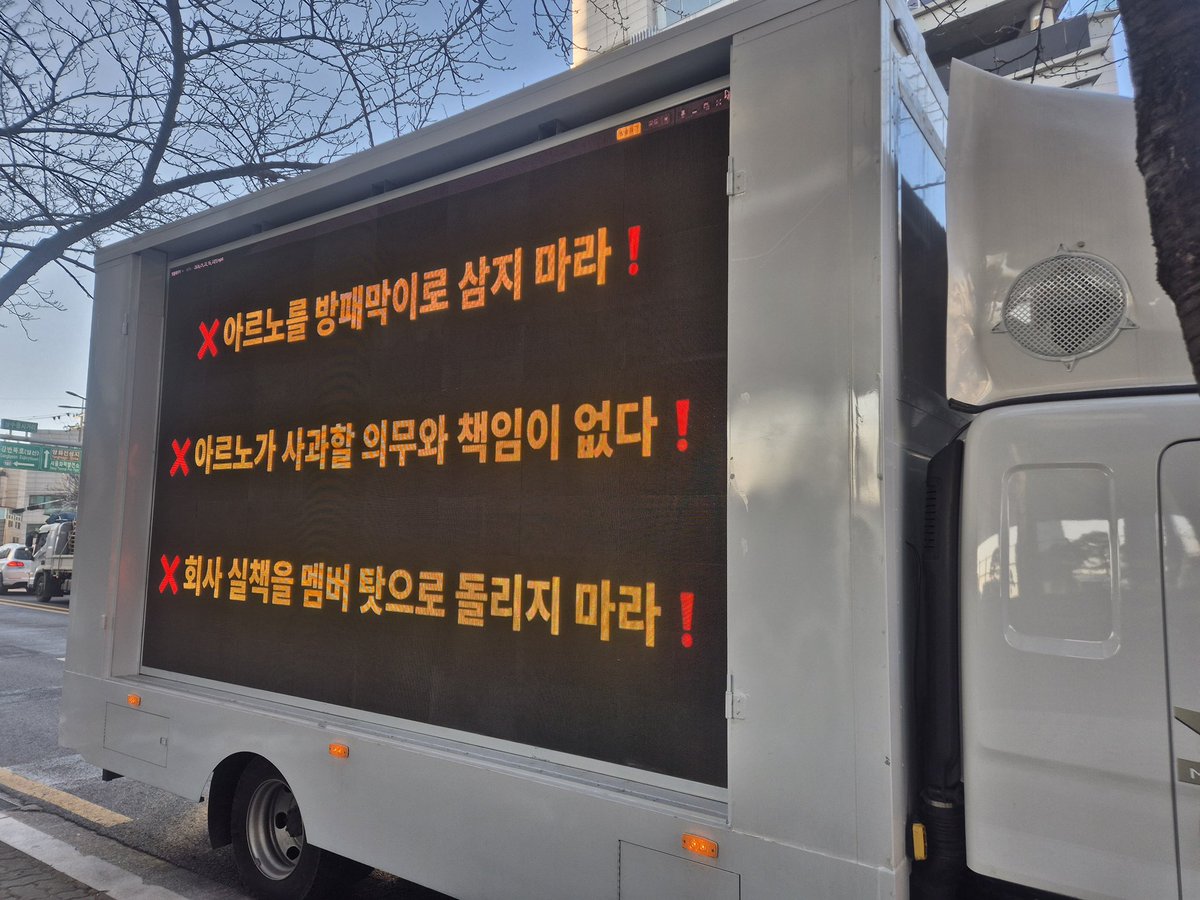 ❌아르노를 방패막이로 삼지 마라❗
❌아르노가 사과할 의무와 책임이 없다❗
❌회사 실책을 멤버 탓으로 돌리지 마라❗